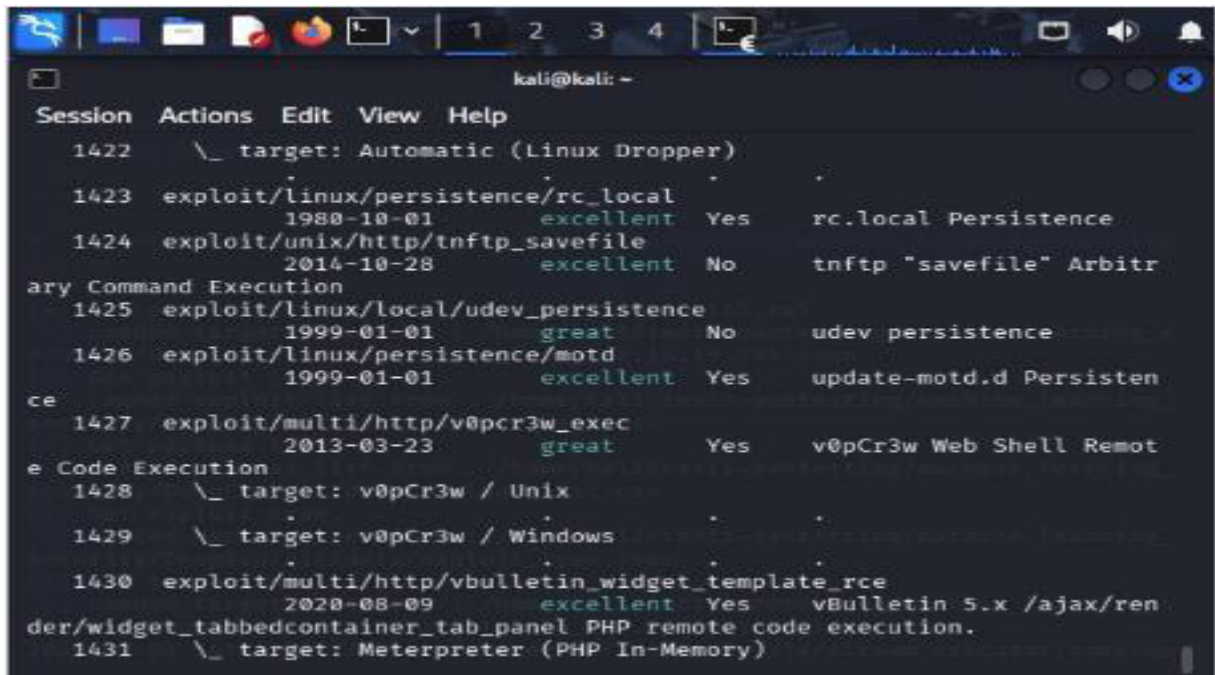 1 2 3 4
kali@kali: ~
Session Actions Edit View Help
1422 \_ target: Automatic (Linux Dropper)
. . . .
1423 exploit/linux/persistence/rc_local
1980-10-01 excellent Yes rc.local Persistence
1424 exploit/unix/http/tnftp_savefile
2014-10-28 excellent No tnftp "savefile" Arbitr
ary Command Execution
1425 exploit/linux/local/udev_persistence
1999-01-01 great No udev persistence
1426 exploit/linux/persistence/motd
1999-01-01 excellent Yes update-motd.d Persisten
ce
1427 exploit/multi/http/v0pcr3w_exec
2013-03-23 great Yes v0pCr3w Web Shell Remot
e Code Execution
1428 \_ target: v0pCr3w / Unix
. . . .
1429 \_ target: v0pCr3w / Windows
. . . .
1430 exploit/multi/http/vbulletin_widget_template_rce
2020-08-09 excellent Yes vBulletin 5.x /ajax/ren
der/widget_tabbedcontainer_tab_panel PHP remote code execution.
1431 \_ target: Meterpreter (PHP In-Memory)